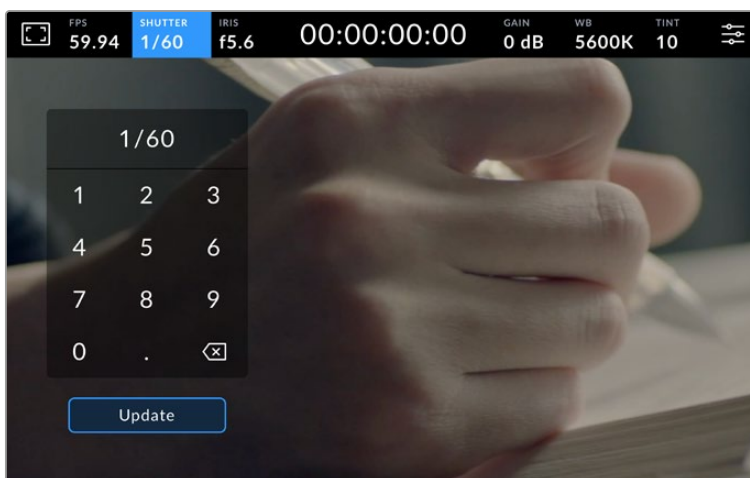 FPS SHUTTER IRIS GAIN WB TINT
59.94 1/60 f5.6 00:00:00:00 0 dB 5600K 10
1/60
1 2 3
4 5 6
7 8 9
0 .
Update